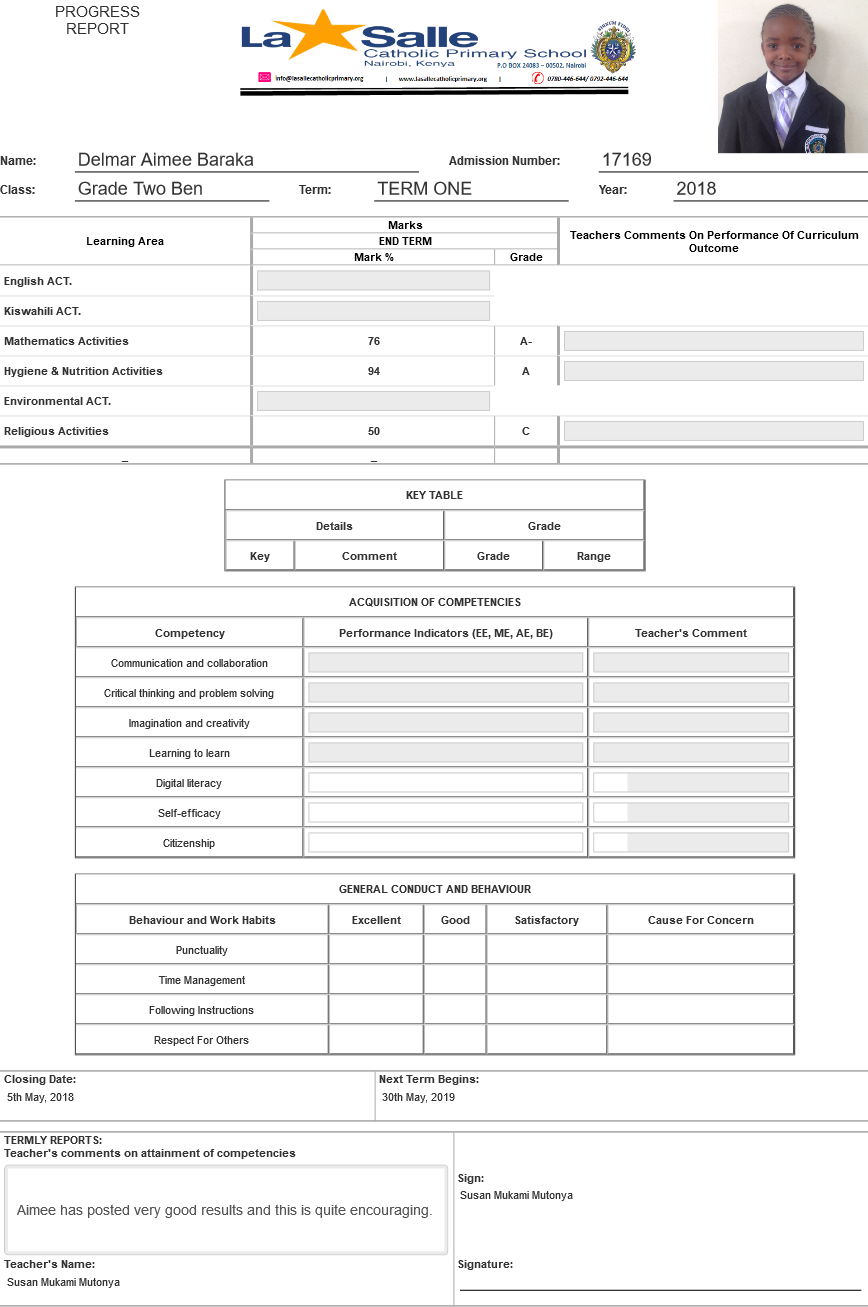 PROGRESS
REPORT
La Salle
Catholic Primary School
Nairobi, Kenya
P.O BOX 24083 – 00502, Nairobi
info@lasallecatholicprimary.org | www.lasallecatholicprimary.org | 0780-446-644/ 0792-446-644
Name: Delmar Aimee Baraka Admission Number: 17169
Class: Grade Two Ben Term: TERM ONE Year: 2018
Learning Area Marks Teachers Comments On Performance Of Curriculum Outcome
END TERM
Mark % Grade
English ACT.
Kiswahili ACT.
Mathematics Activities 76 A-
Hygiene & Nutrition Activities 94 A
Environmental ACT.
Religious Activities 50 C
_ _
KEY TABLE
Details Grade
Key Comment Grade Range
ACQUISITION OF COMPETENCIES
Competency Performance Indicators (EE, ME, AE, BE) Teacher's Comment
Communication and collaboration
Critical thinking and problem solving
Imagination and creativity
Learning to learn
Digital literacy
Self-efficacy
Citizenship
GENERAL CONDUCT AND BEHAVIOUR
Behaviour and Work Habits Excellent Good Satisfactory Cause For Concern
Punctuality
Time Management
Following Instructions
Respect For Others
Closing Date: Next Term Begins:
5th May, 2018 30th May, 2019
TERMLY REPORTS:
Teacher's comments on attainment of competencies
Aimee has posted very good results and this is quite encouraging.
Sign:
Susan Mukami Mutonya
Teacher's Name: Signature:
Susan Mukami Mutonya